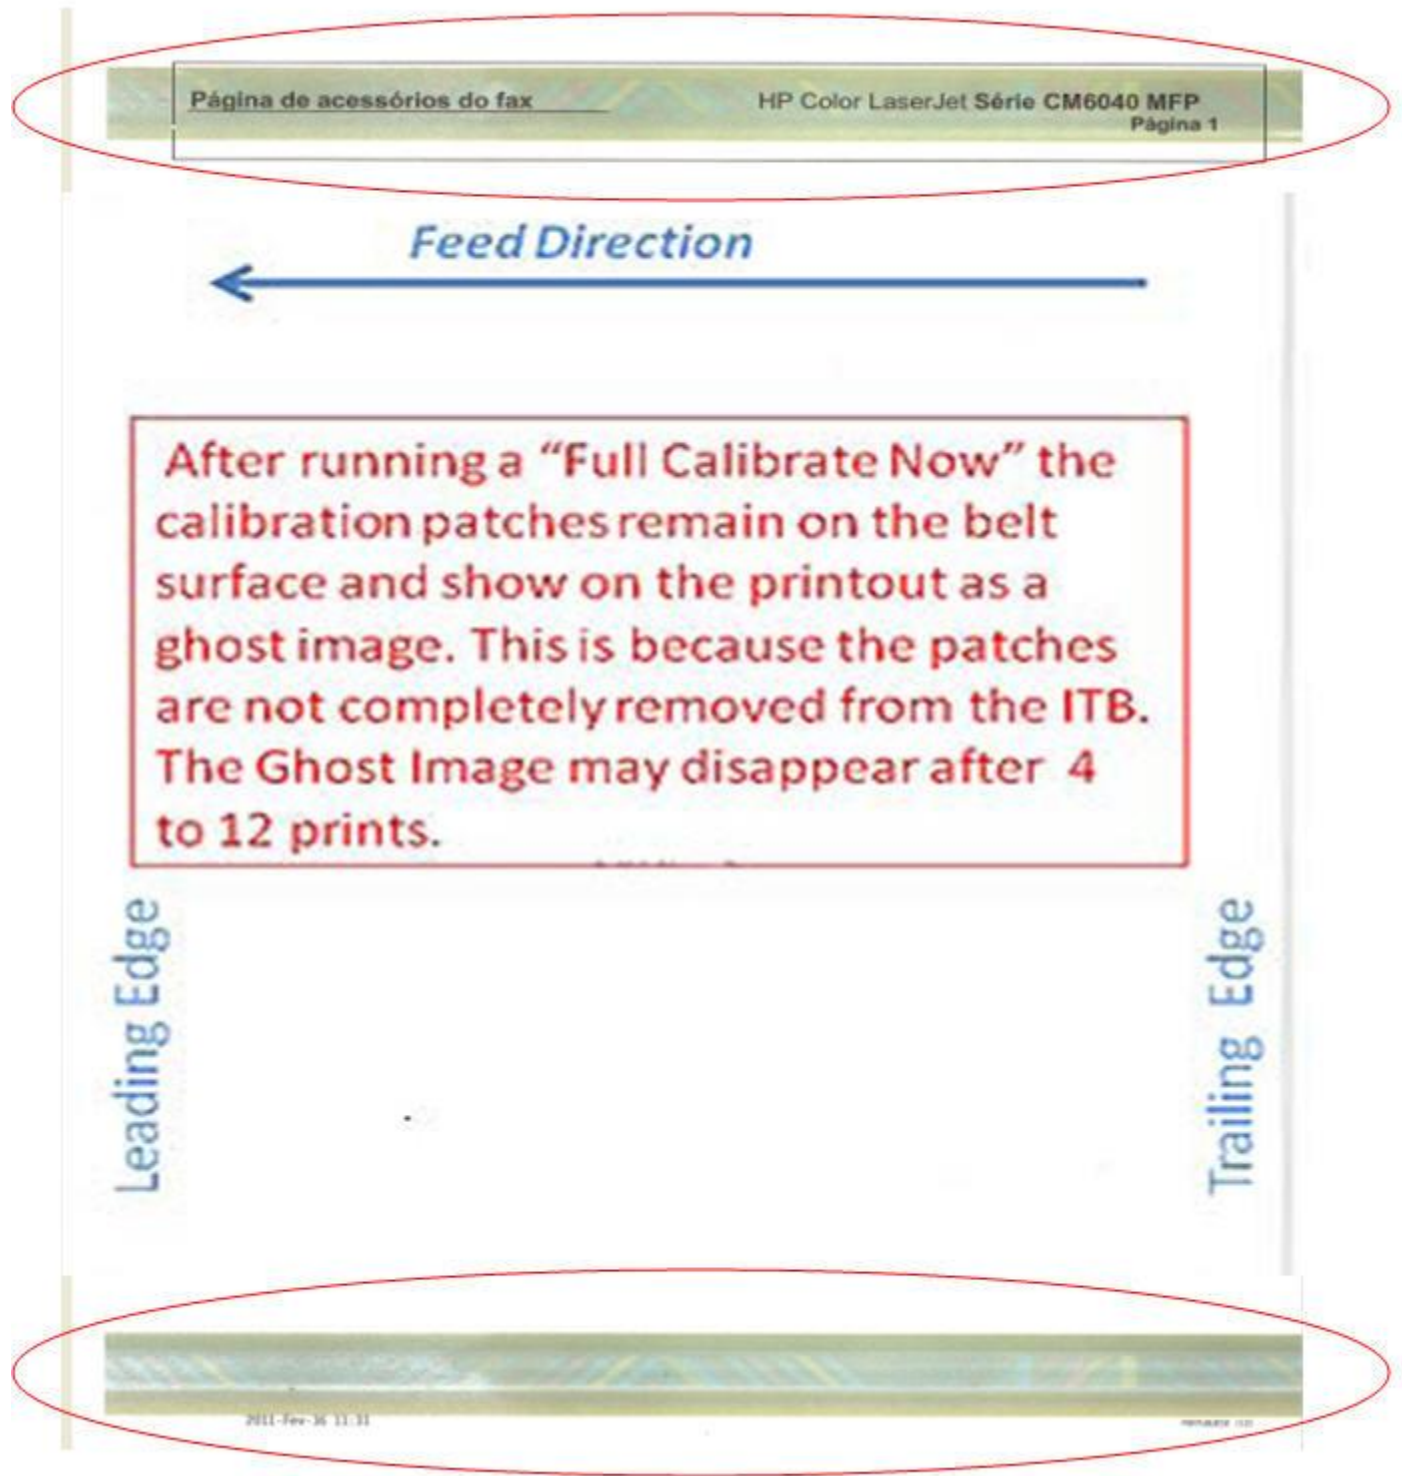 Página de acessórios do fax
HP Color LaserJet Série CM6040 MFP
Página 1
Feed Direction
After running a “Full Calibrate Now” the
calibration patches remain on the belt
surface and show on the printout as a
ghost image. This is because the patches
are not completely removed from the ITB.
The Ghost Image may disappear after 4
to 12 prints.
Leading Edge
Trailing Edge